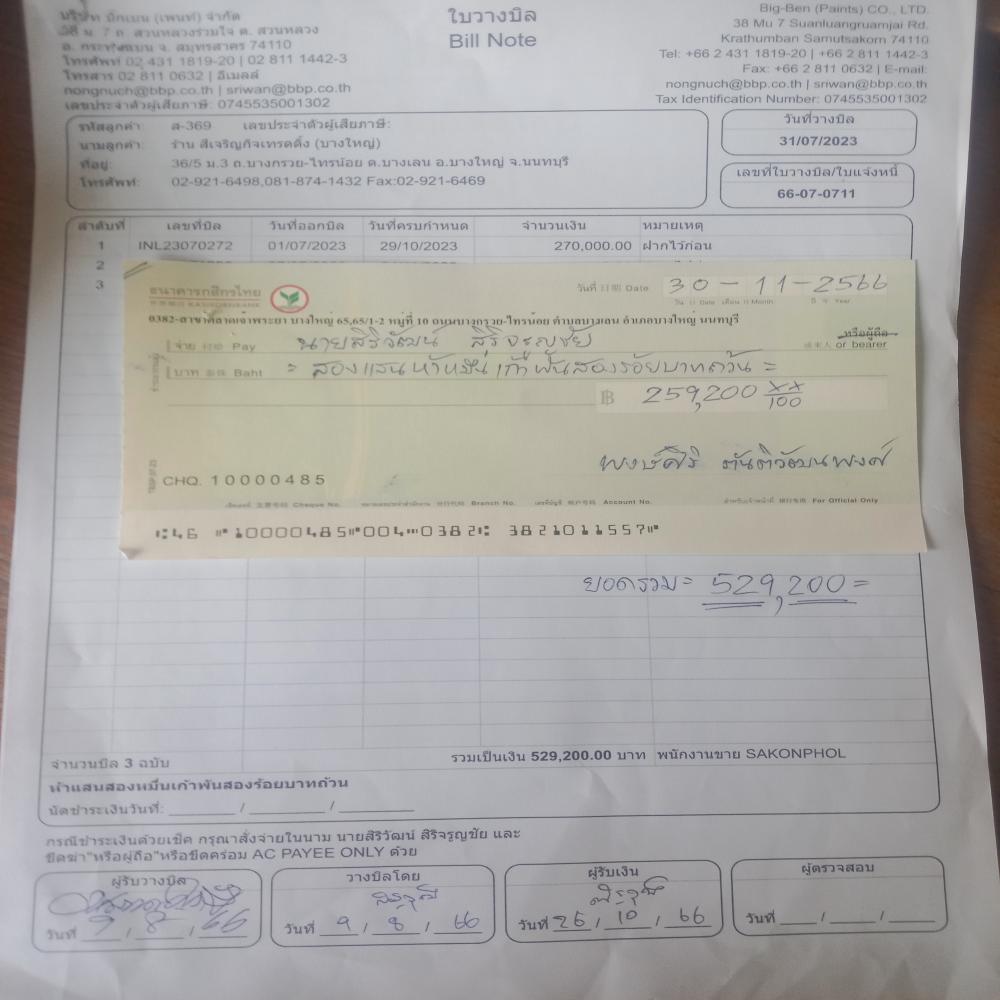 บริษัท บิ๊กเบน (เพนท์) จำกัด
38 ม. 7 ถ. สวนหลวงร่วมใจ ต. สวนหลวง
อ. กระทุ่มแบน จ. สมุทรสาคร 74110
โทรศัพท์ 02 431 1819-20 | 02 811 1442-3
โทรสาร 02 811 0632 | อีเมลล์
nongnuch@bbp.co.th | sriwan@bbp.co.th
เลขประจำตัวผู้เสียภาษี: 0745535001302
ใบวางบิล
Bill Note
Big-Ben (Paints) CO., LTD.
38 Mu 7 Suanluangruamjai Rd.
Krathumban Samutsakorn 74110
Tel: +66 2 431 1819-20 | +66 2 811 1442-3
Fax: +66 2 811 0632 | E-mail:
nongnuch@bbp.co.th | sriwan@bbp.co.th
Tax Identification Number: 0745535001302
รหัสลูกค้า: ส-369 เลขประจำตัวผู้เสียภาษี:
นามลูกค้า: ร้าน สีเจริญกิจเทรดดิ้ง (บางใหญ่)
ที่อยู่: 36/5 ม.3 ถ.บางกรวย-ไทรน้อย ต.บางเลน อ.บางใหญ่ จ.นนทบุรี
โทรศัพท์: 02-921-6498,081-874-1432 Fax:02-921-6469
วันที่วางบิล
31/07/2023
เลขที่ใบวางบิล/ใบแจ้งหนี้
66-07-0711
ลำดับที่ เลขที่บิล วันที่ออกบิล วันที่ครบกำหนด จำนวนเงิน หมายเหตุ
1 INL23070272 01/07/2023 29/10/2023 270,000.00 ฝากไว้ก่อน
2
3
ธนาคารกสิกรไทย
วันที่ 日期 Date 30-11-2566
0382-สาขาตลาดเจ้าพระยา บางใหญ่ 65,65/1-2 หมู่ที่ 10 ถนนบางกรวย-ไทรน้อย ตำบลบางเลน อำเภอบางใหญ่ นนทบุรี
จ่าย 付给 Pay นายสิริวัฒน์ สิริจรูญชัย หรือผู้ถือ or bearer
บาท Baht = สองแสนห้าหมื่นเก้าพันสองร้อยบาทถ้วน =
฿ 259,200 xx/100
พงษ์ศิริ ตันติวัฒนพงศ์
CHQ. 10000485
Cheque No. Branch No. Account No. For Official Only
⑆46 ⑈10000485⑈004⑉0382⑆ 3821011557⑈
ยอดรวม = 529,200 =
จำนวนบิล 3 ฉบับ รวมเป็นเงิน 529,200.00 บาท พนักงานขาย SAKONPHOL
ห้าแสนสองหมื่นเก้าพันสองร้อยบาทถ้วน
นัดชำระเงินวันที่: / /
กรณีชำระเงินด้วยเช็ค กรุณาสั่งจ่ายในนาม นายสิริวัฒน์ สิริจรูญชัย และ
ขีดฆ่า"หรือผู้ถือ"หรือขีดคร่อม AC PAYEE ONLY ด้วย
ผู้รับวางบิล วางบิลโดย ผู้รับเงิน ผู้ตรวจสอบ
วันที่ 9 / 8 / 66 วันที่ 9 / 8 / 66 วันที่ 26 / 10 / 66 วันที่ / /